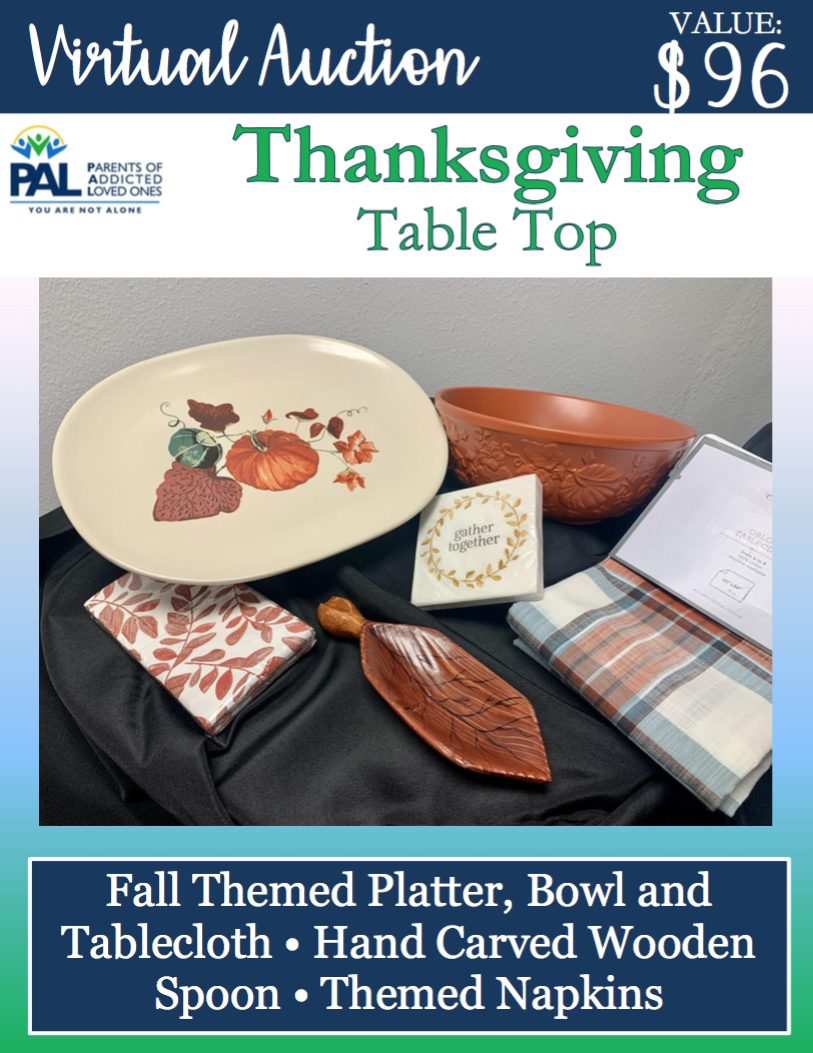 Virtual Auction
VALUE:
$96
PAL
PARENTS OF
ADDICTED
LOVED ONES
YOU ARE NOT ALONE
Thanksgiving
Table Top
gather
together
Fall Themed Platter, Bowl and
Tablecloth • Hand Carved Wooden
Spoon • Themed Napkins